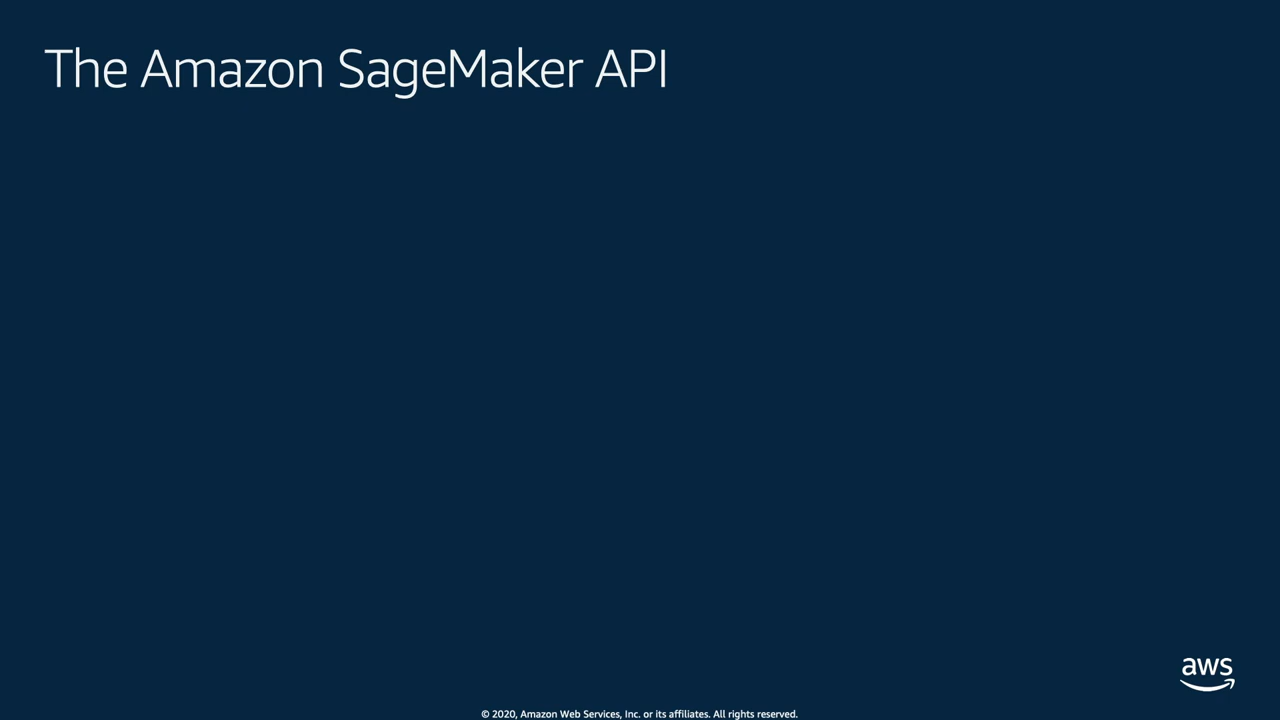 The Amazon SageMaker API
aws
© 2020, Amazon Web Services, Inc. or its affiliates. All rights reserved.